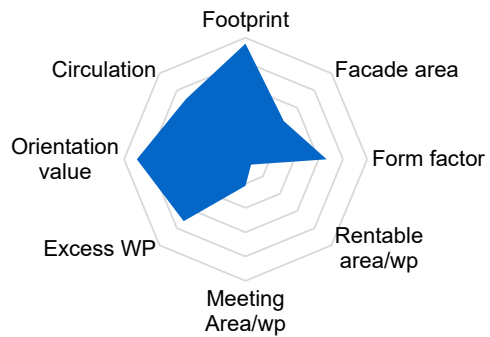 Footprint
Circulation
Facade area
Orientation
value
Form factor
Excess WP
Rentable
area/wp
Meeting
Area/wp